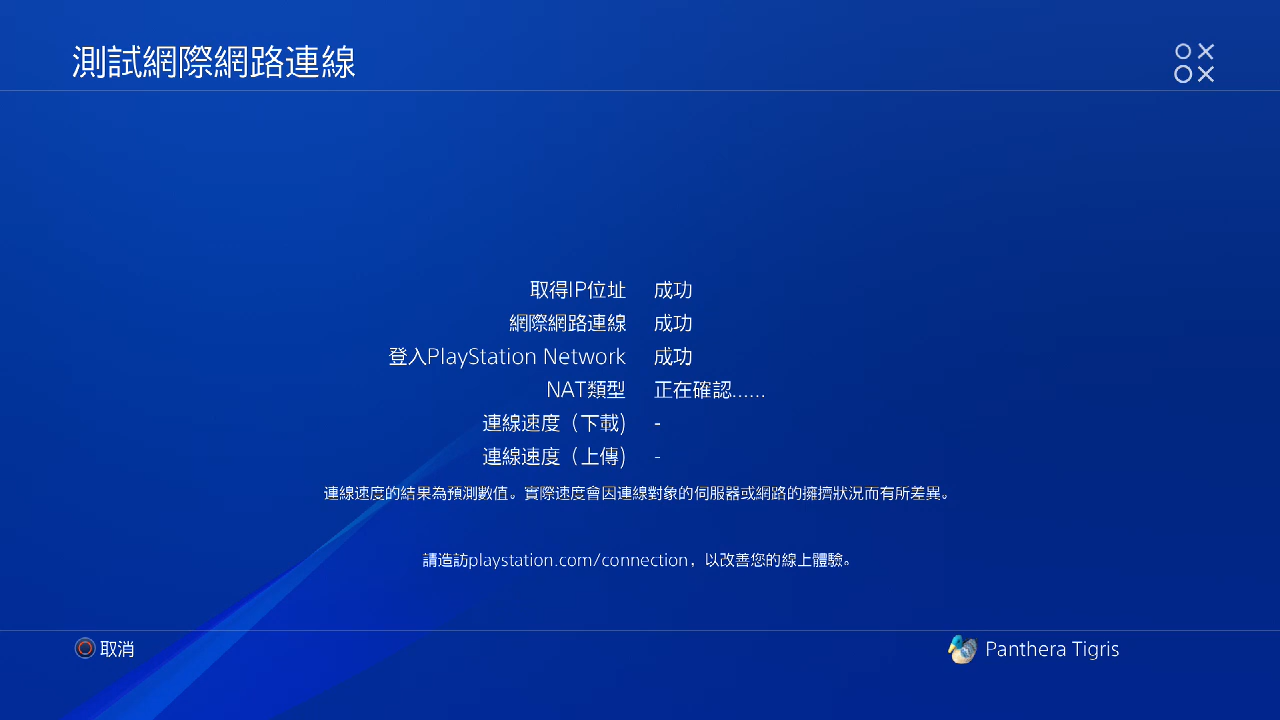 測試網際網路連線
取得IP位址 成功
網際網路連線 成功
登入PlayStation Network 成功
NAT類型 正在確認......
連線速度（下載) -
連線速度（上傳) -
連線速度的結果為預測數值。實際速度會因連線對象的伺服器或網路的擁擠狀況而有所差異。
請造訪playstation.com/connection，以改善您的線上體驗。
取消
Panthera Tigris